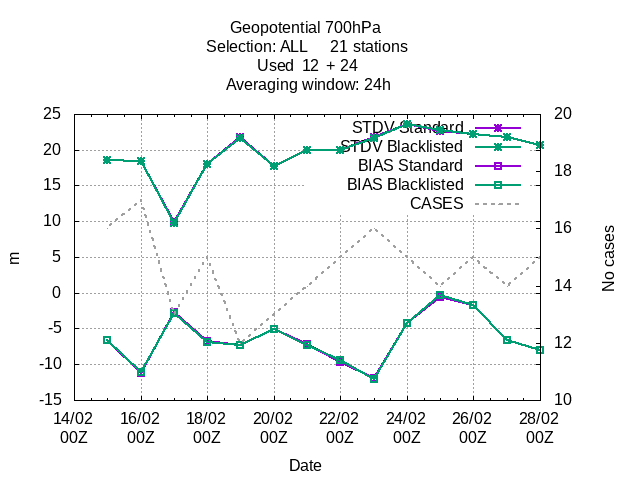 Geopotential 700hPa
Selection: ALL 21 stations
Used 12 + 24
Averaging window: 24h
25 20
STDV Standard
STDV Blacklisted
BIAS Standard
BIAS Blacklisted
CASES
20
15
10
5
0
-5
-10
-15
18
16
14
12
10
m
No cases
14/02 16/02 18/02 20/02 22/02 24/02 26/02 28/02
00Z 00Z 00Z 00Z 00Z 00Z 00Z 00Z
Date